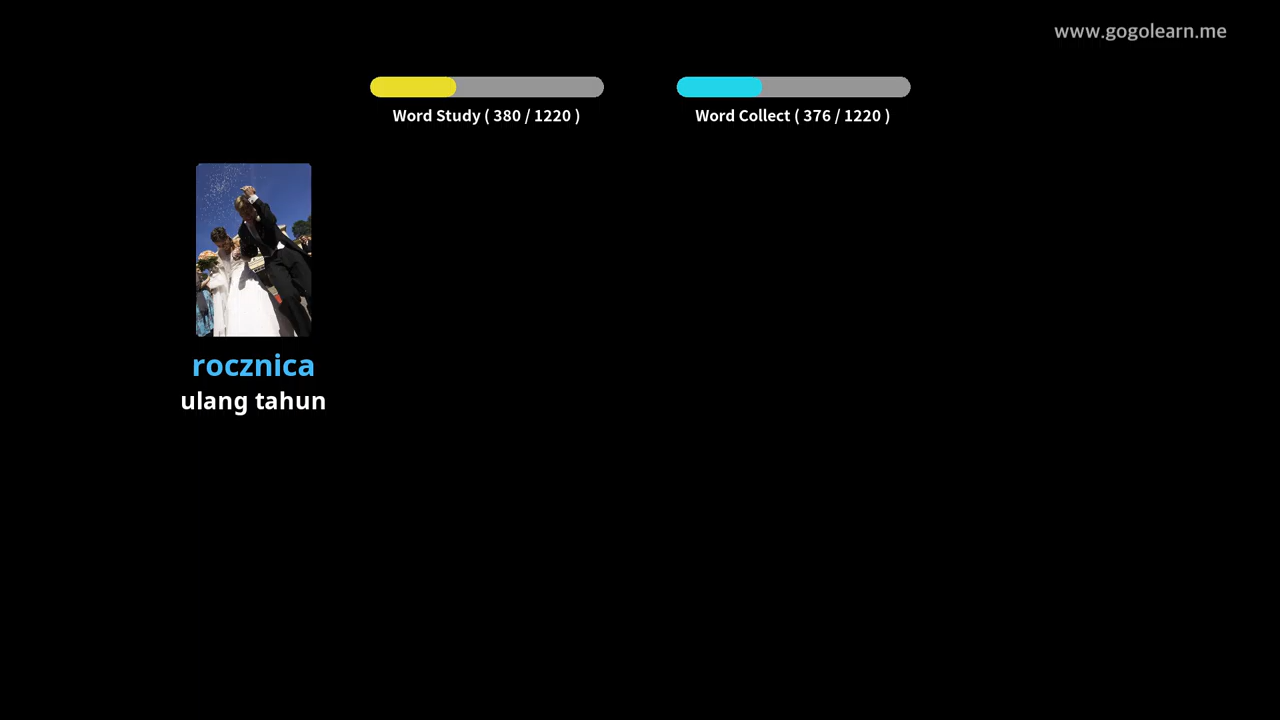 www.gogolearn.me
Word Study ( 380 / 1220 )
Word Collect ( 376 / 1220 )
rocznica
ulang tahun